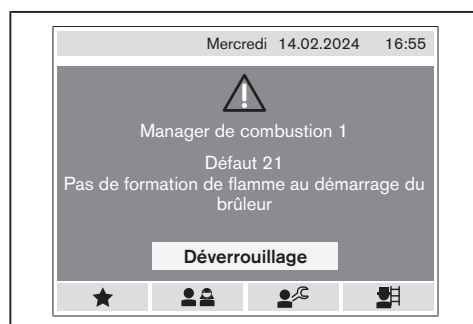 Mercredi 14.02.2024 16:55
Manager de combustion 1
Défaut 21
Pas de formation de flamme au démarrage du
brûleur
Déverrouillage